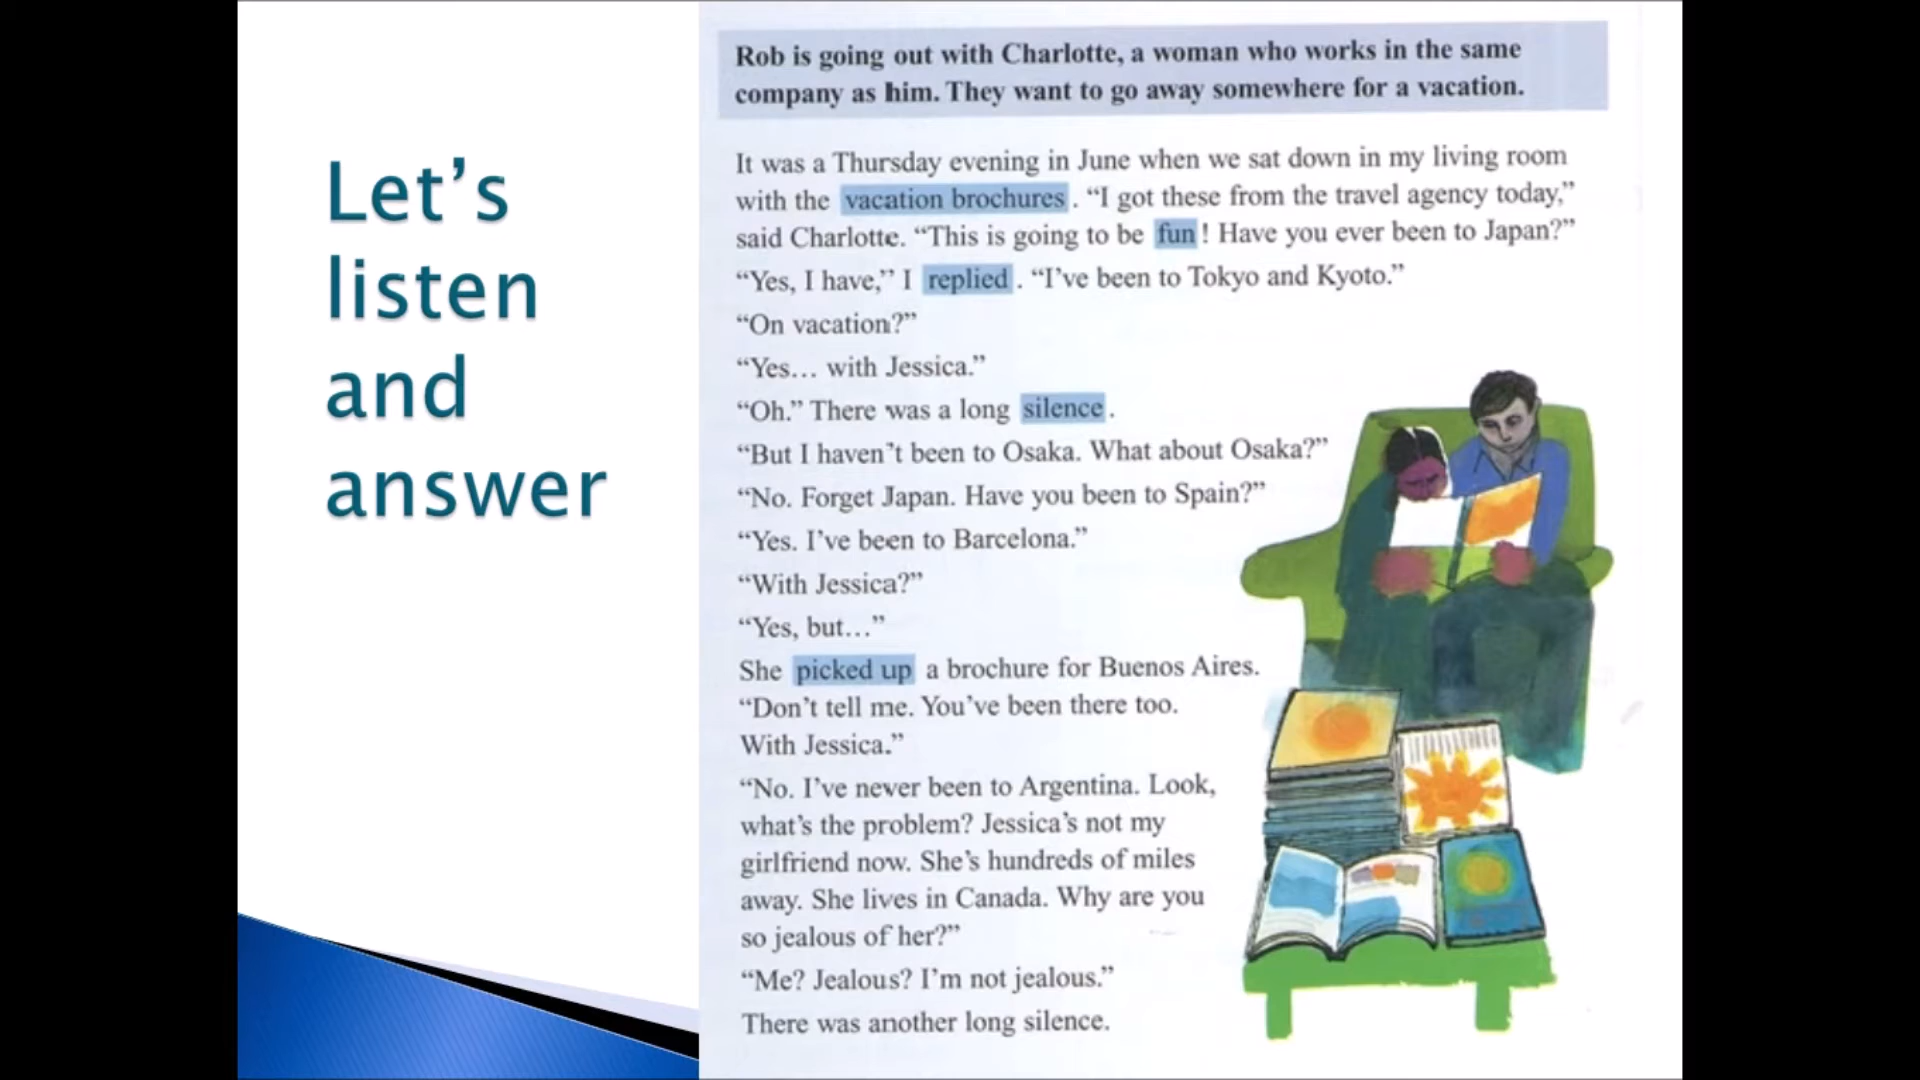 Let's
listen
and
answer
Rob is going out with Charlotte, a woman who works in the same
company as him. They want to go away somewhere for a vacation.
It was a Thursday evening in June when we sat down in my living room
with the vacation brochures. “I got these from the travel agency today,”
said Charlotte. “This is going to be fun! Have you ever been to Japan?”
“Yes, I have,” I replied. “I've been to Tokyo and Kyoto.”
“On vacation?”
“Yes... with Jessica.”
“Oh.” There was a long silence.
“But I haven't been to Osaka. What about Osaka?”
“No. Forget Japan. Have you been to Spain?”
“Yes. I've been to Barcelona.”
“With Jessica?”
“Yes, but...”
She picked up a brochure for Buenos Aires.
“Don't tell me. You've been there too.
With Jessica.”
“No. I've never been to Argentina. Look,
what's the problem? Jessica's not my
girlfriend now. She's hundreds of miles
away. She lives in Canada. Why are you
so jealous of her?”
“Me? Jealous? I'm not jealous.”
There was another long silence.